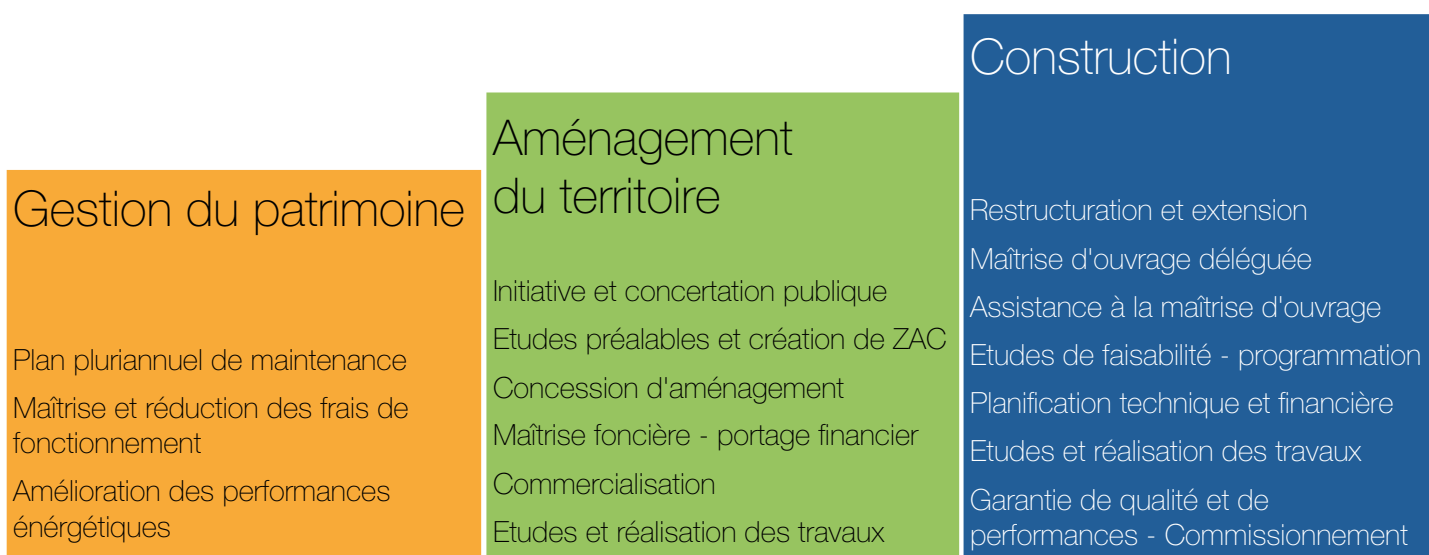 Gestion du patrimoine
Plan pluriannuel de maintenance
Maîtrise et réduction des frais de
fonctionnement
Amélioration des performances
énérgétiques
Aménagement
du territoire
Initiative et concertation publique
Etudes préalables et création de ZAC
Concession d'aménagement
Maîtrise foncière - portage financier
Commercialisation
Etudes et réalisation des travaux
Construction
Restructuration et extension
Maîtrise d'ouvrage déléguée
Assistance à la maîtrise d'ouvrage
Etudes de faisabilité - programmation
Planification technique et financière
Etudes et réalisation des travaux
Garantie de qualité et de
performances - Commissionnement